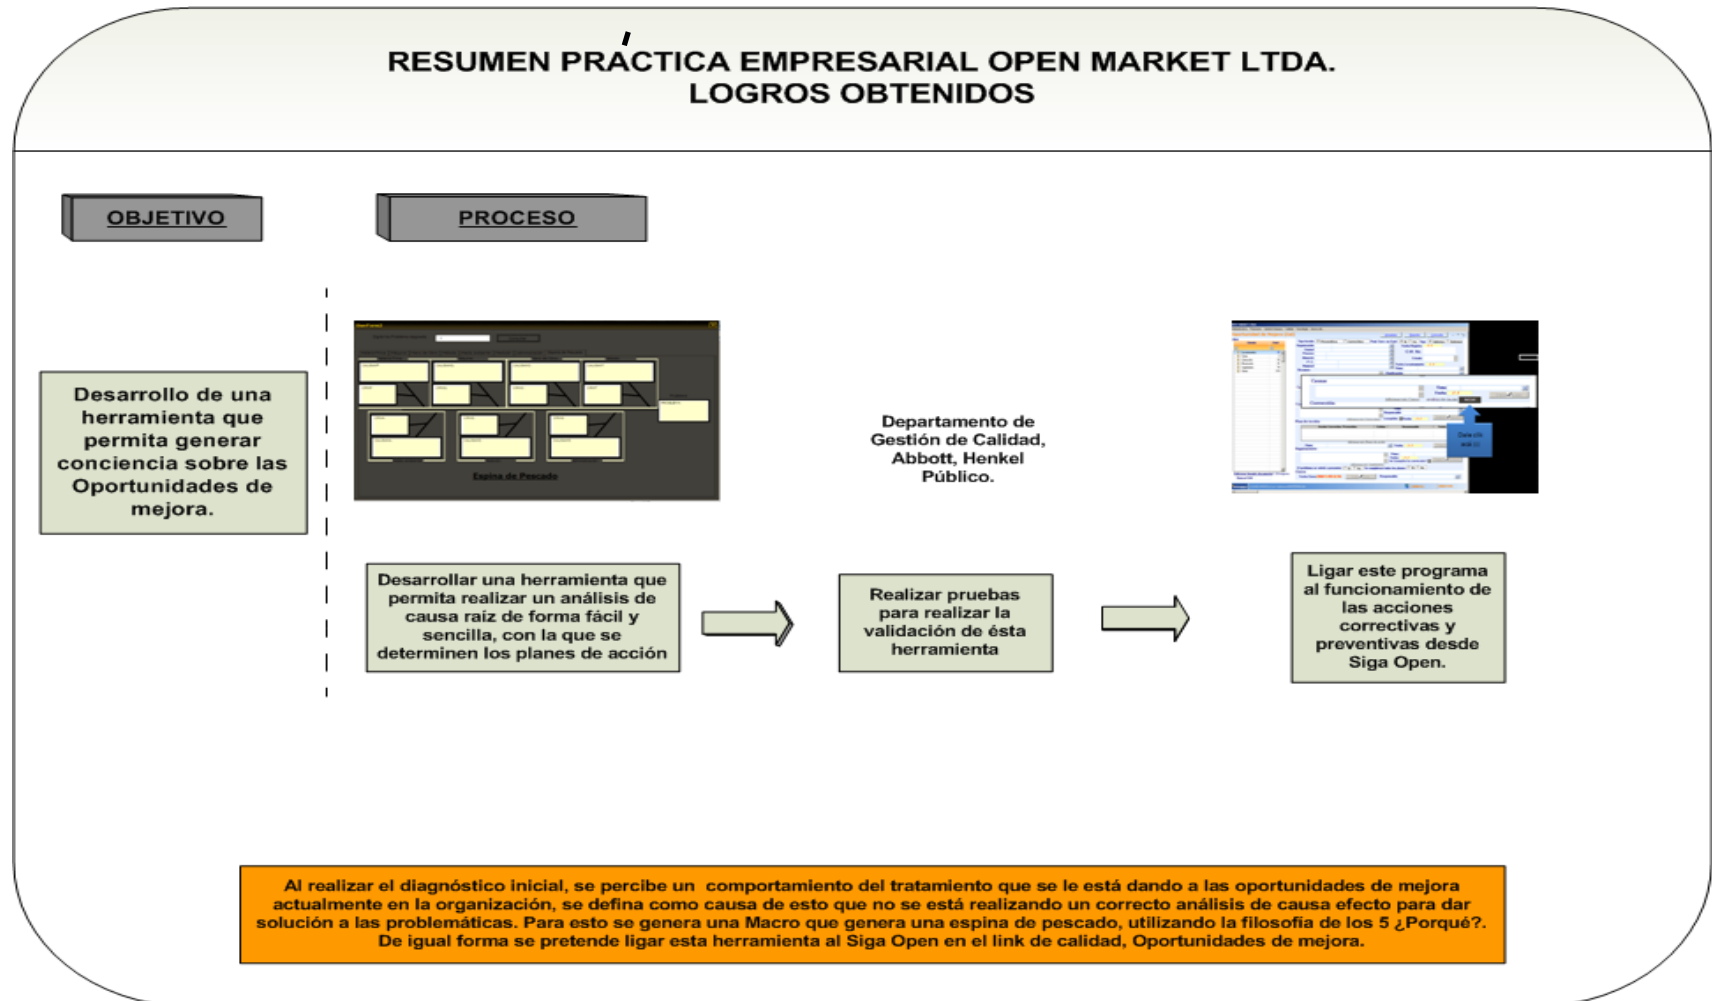 RESUMEN PRÁCTICA EMPRESARIAL OPEN MARKET LTDA.
LOGROS OBTENIDOS
OBJETIVO
PROCESO
Desarrollo de una
herramienta que
permita generar
conciencia sobre las
Oportunidades de
mejora.
Espina de Pescado
Departamento de
Gestión de Calidad,
Abbott, Henkel
Público.
Desarrollar una herramienta que
permita realizar un análisis de
causa raíz de forma fácil y
sencilla, con la que se
determinen los planes de acción
Realizar pruebas
para realizar la
validación de ésta
herramienta
Ligar este programa
al funcionamiento de
las acciones
correctivas y
preventivas desde
Siga Open.
Al realizar el diagnóstico inicial, se percibe un comportamiento del tratamiento que se le está dando a las oportunidades de mejora
actualmente en la organización, se defina como causa de esto que no se está realizando un correcto análisis de causa efecto para dar
solución a las problemáticas. Para esto se genera una Macro que genera una espina de pescado, utilizando la filosofía de los 5 ¿Porqué?.
De igual forma se pretende ligar esta herramienta al Siga Open en el link de calidad, Oportunidades de mejora.